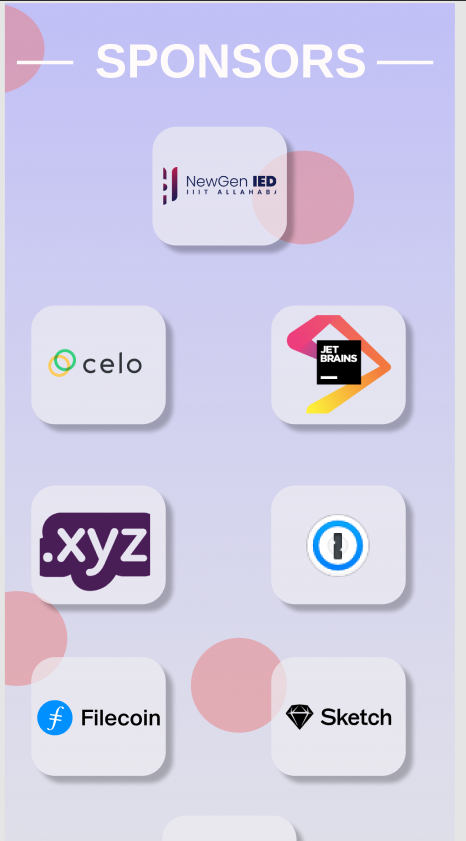 SPONSORS
NewGen IED
IIIT ALLAHABA
celo
JET
BRAINS
.xyz
Filecoin
Sketch